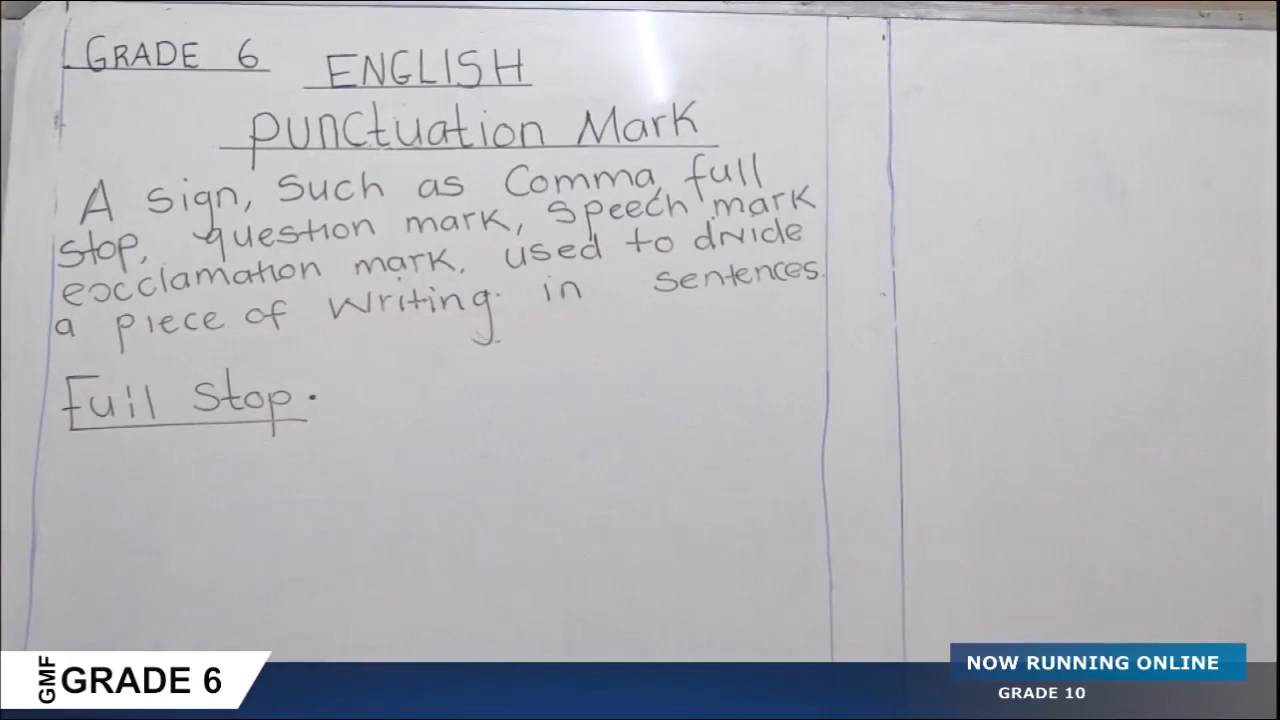 GRADE 6
ENGLISH
Punctuation Mark
A sign, such as comma, full
stop, question mark, speech mark
excclamation mark, used to divide
a piece of writing in sentences.
Full stop.
GMF GRADE 6
NOW RUNNING ONLINE
GRADE 10